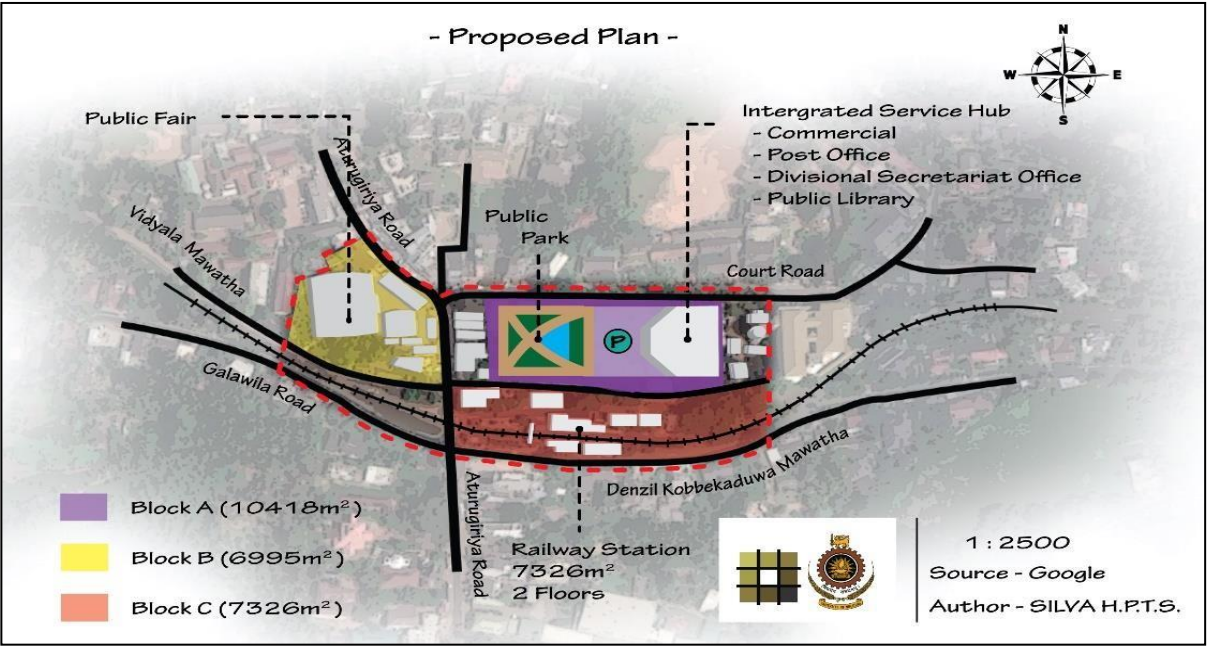 - Proposed Plan -
N
W
E
S
Public Fair
Intergrated Service Hub
- Commercial
- Post Office
- Divisional Secretariat Office
- Public Library
Aturugiriya Road
Vidyala Mawatha
Public
Park
Court Road
P
Galawila Road
Denzil Kobbekaduwa Mawatha
Aturugiriya Road
Block A (10418m²)
Block B (6995m²)
Block C (7326m²)
Railway Station
7326m²
2 Floors
1 : 2500
Source - Google
Author - SILVA H.P.T.S.